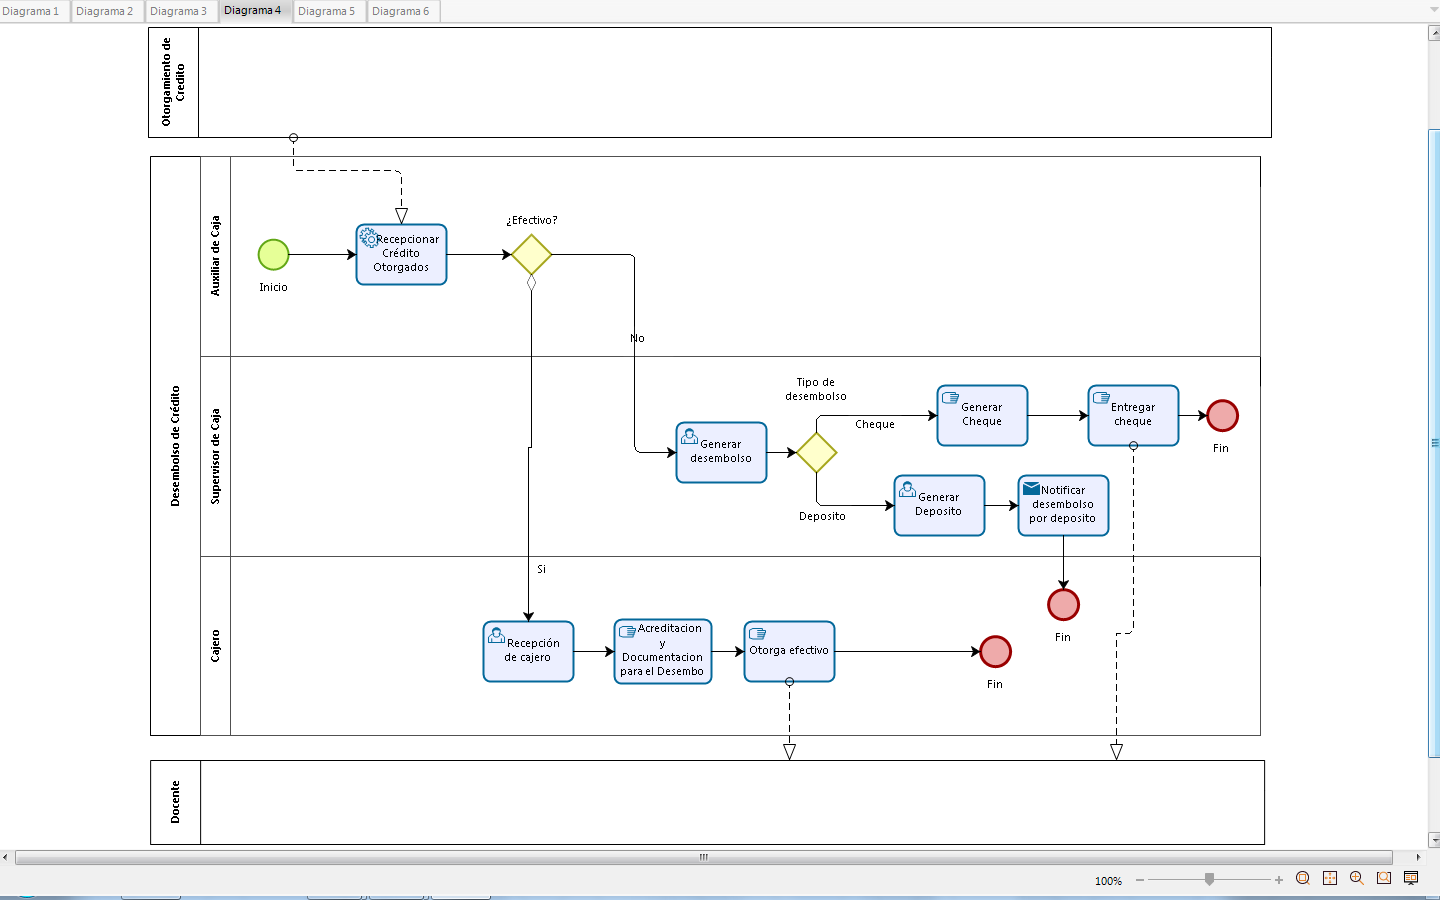 Diagrama 1
Diagrama 2
Diagrama 3
Diagrama 4
Diagrama 5
Diagrama 6
Otorgamiento de
Credito
Desembolso de Crédito
Auxiliar de Caja
Inicio
Recepcionar
Crédito
Otorgados
¿Efectivo?
No
Supervisor de Caja
Generar
desembolso
Tipo de
desembolso
Cheque
Generar
Cheque
Entregar
cheque
Fin
Deposito
Generar
Deposito
Notificar
desembolso
por deposito
Fin
Cajero
Si
Recepción
de cajero
Acreditacion
y
Documentacion
para el Desembo
Otorga efectivo
Fin
Docente
100%